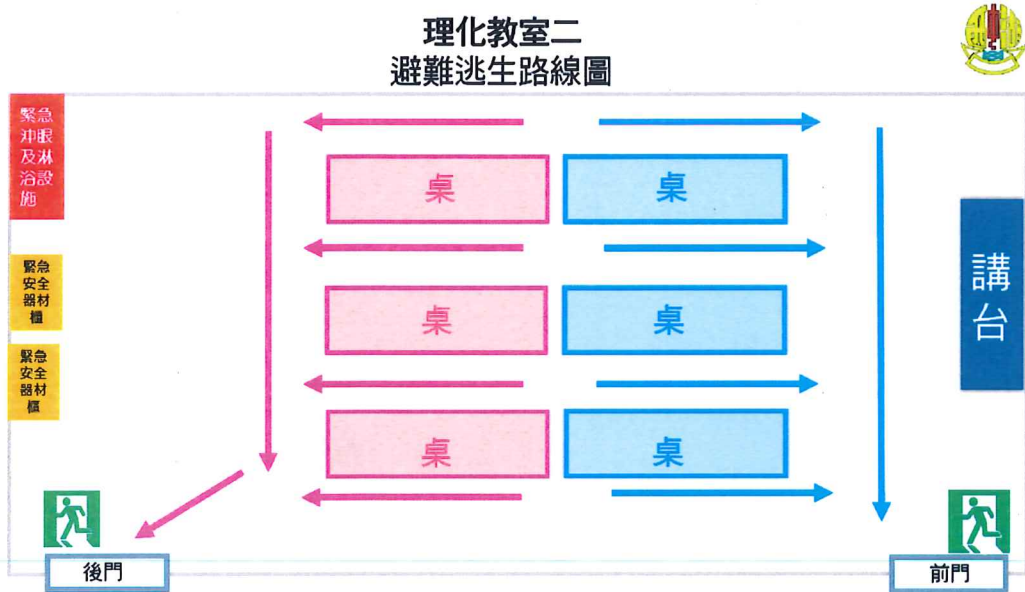 理化教室二
避難逃生路線圖
緊急
沖眼
及淋
浴設
施
桌
桌
緊急
安全
器材
櫃
講
台
桌
桌
緊急
安全
器材
櫃
桌
桌
後門
前門